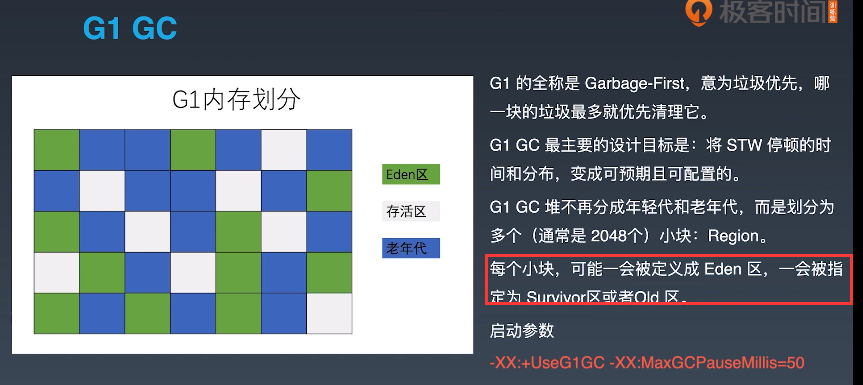 G1 GC
极客时间
G1内存划分
Eden区
存活区
老年代
G1 的全称是 Garbage-First，意为垃圾优先，哪
一块的垃圾最多就优先清理它。
G1 GC 最主要的设计目标是：将 STW 停顿的时
间和分布，变成可预期且可配置的。
G1 GC 堆不再分成年轻代和老年代，而是划分为
多个（通常是 2048个）小块：Region。
每个小块，可能一会被定义成 Eden 区，一会被指
定为 Survivor区或者Old 区。
启动参数
-XX:+UseG1GC -XX:MaxGCPauseMillis=50